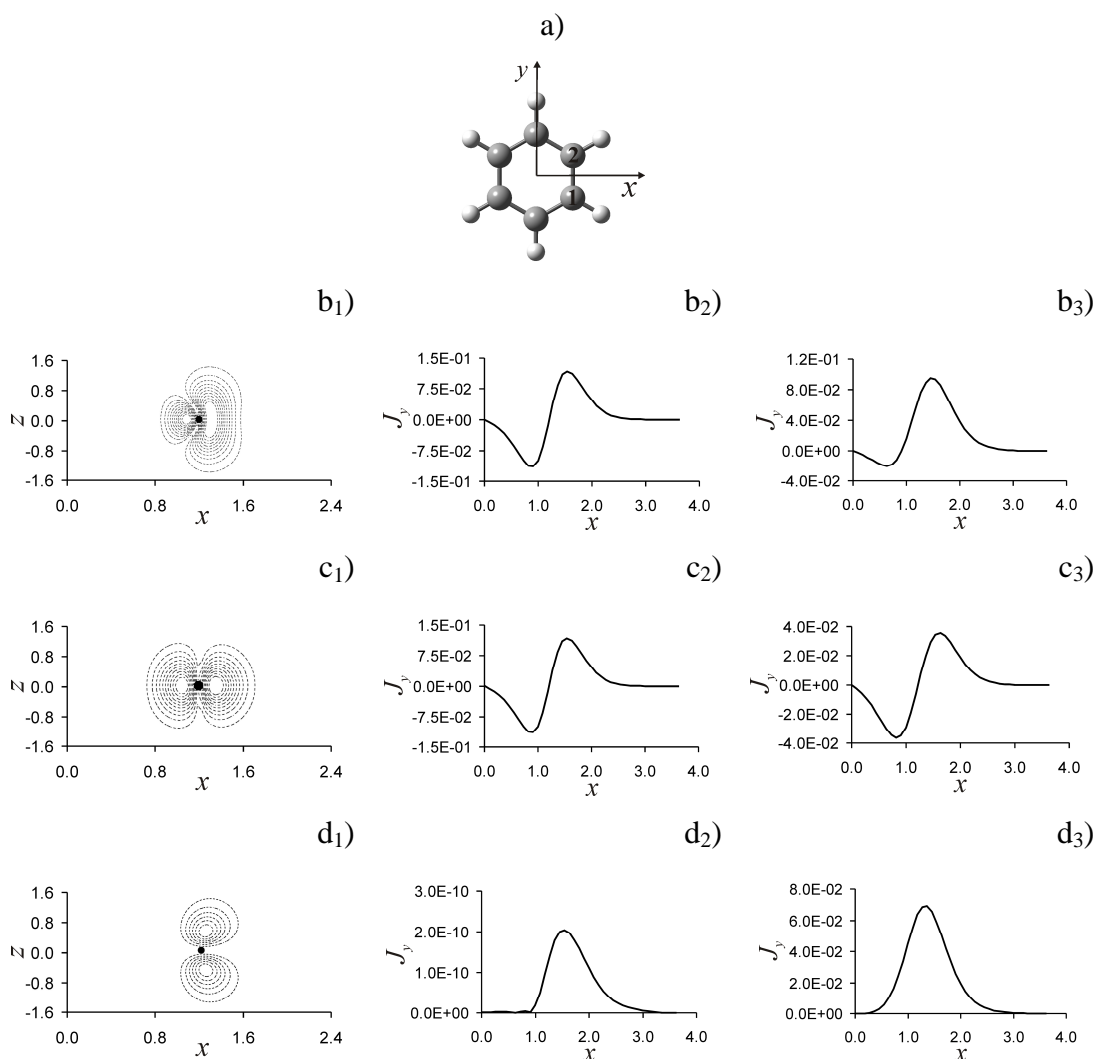 a)
y
2
x
1
b₁) b₂) b₃)
1.6
0.8
0.0
-0.8
-1.6
z
0.0 0.8 1.6 2.4
x
1.5E-01
7.5E-02
0.0E+00
-7.5E-02
-1.5E-01
Jy
0.0 1.0 2.0 3.0 4.0
x
1.2E-01
8.0E-02
4.0E-02
0.0E+00
-4.0E-02
Jy
0.0 1.0 2.0 3.0 4.0
x
c₁) c₂) c₃)
1.6
0.8
0.0
-0.8
-1.6
z
0.0 0.8 1.6 2.4
x
1.5E-01
7.5E-02
0.0E+00
-7.5E-02
-1.5E-01
Jy
0.0 1.0 2.0 3.0 4.0
x
4.0E-02
2.0E-02
0.0E+00
-2.0E-02
-4.0E-02
Jy
0.0 1.0 2.0 3.0 4.0
x
d₁) d₂) d₃)
1.6
0.8
0.0
-0.8
-1.6
z
0.0 0.8 1.6 2.4
x
3.0E-10
2.0E-10
1.0E-10
0.0E+00
Jy
0.0 1.0 2.0 3.0 4.0
x
8.0E-02
6.0E-02
4.0E-02
2.0E-02
0.0E+00
Jy
0.0 1.0 2.0 3.0 4.0
x